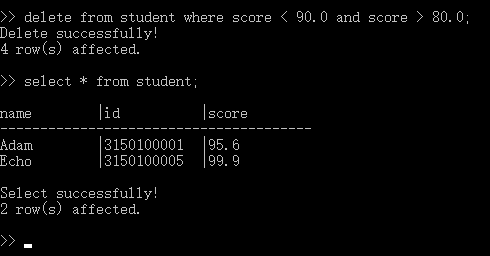 >> delete from student where score < 90.0 and score > 80.0;
Delete successfully!
4 row(s) affected.
>> select * from student;
name |id |score
---------------------------------------
Adam |3150100001 |95.6
Echo |3150100005 |99.9
Select successfully!
2 row(s) affected.
>>